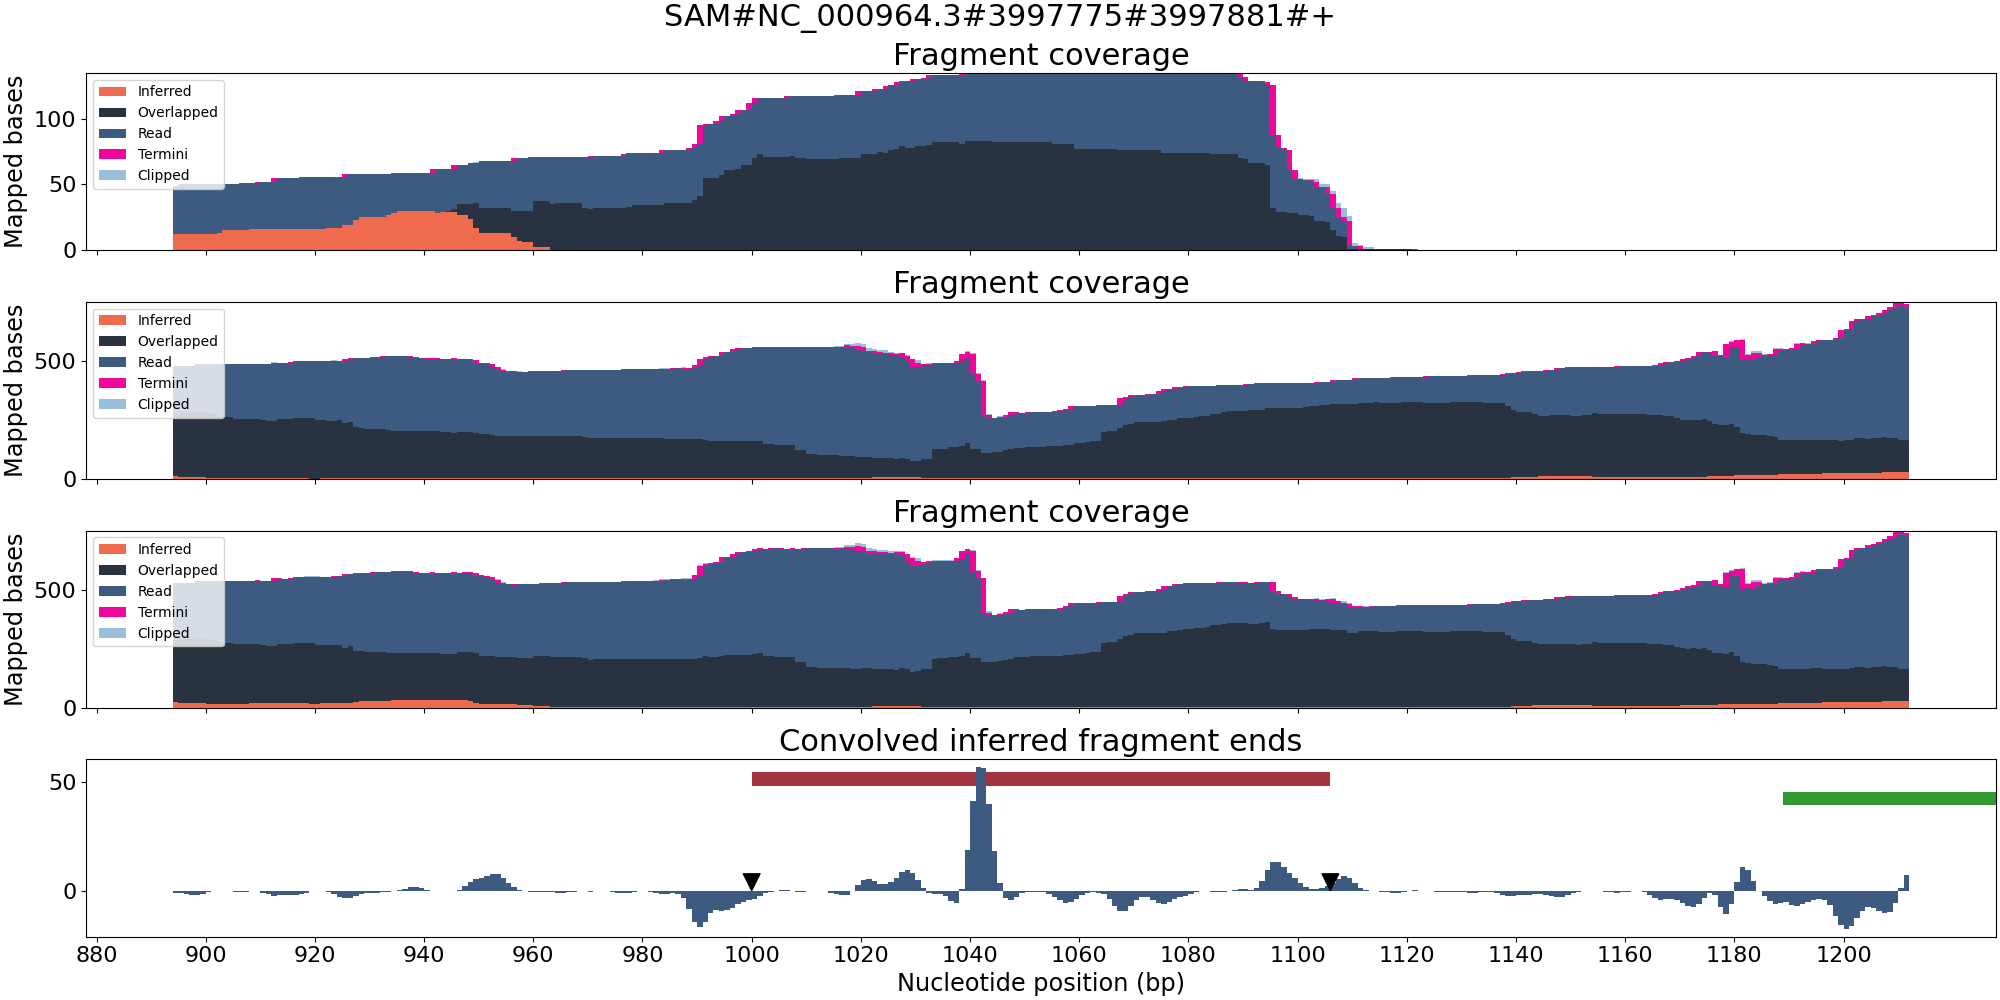 SAM#NC_000964.3#3997775#3997881#+
Fragment coverage
Mapped bases
100
50
0
Inferred
Overlapped
Read
Termini
Clipped
Fragment coverage
Mapped bases
500
0
Inferred
Overlapped
Read
Termini
Clipped
Fragment coverage
Mapped bases
500
0
Inferred
Overlapped
Read
Termini
Clipped
Convolved inferred fragment ends
50
0
880 900 920 940 960 980 1000 1020 1040 1060 1080 1100 1120 1140 1160 1180 1200
Nucleotide position (bp)